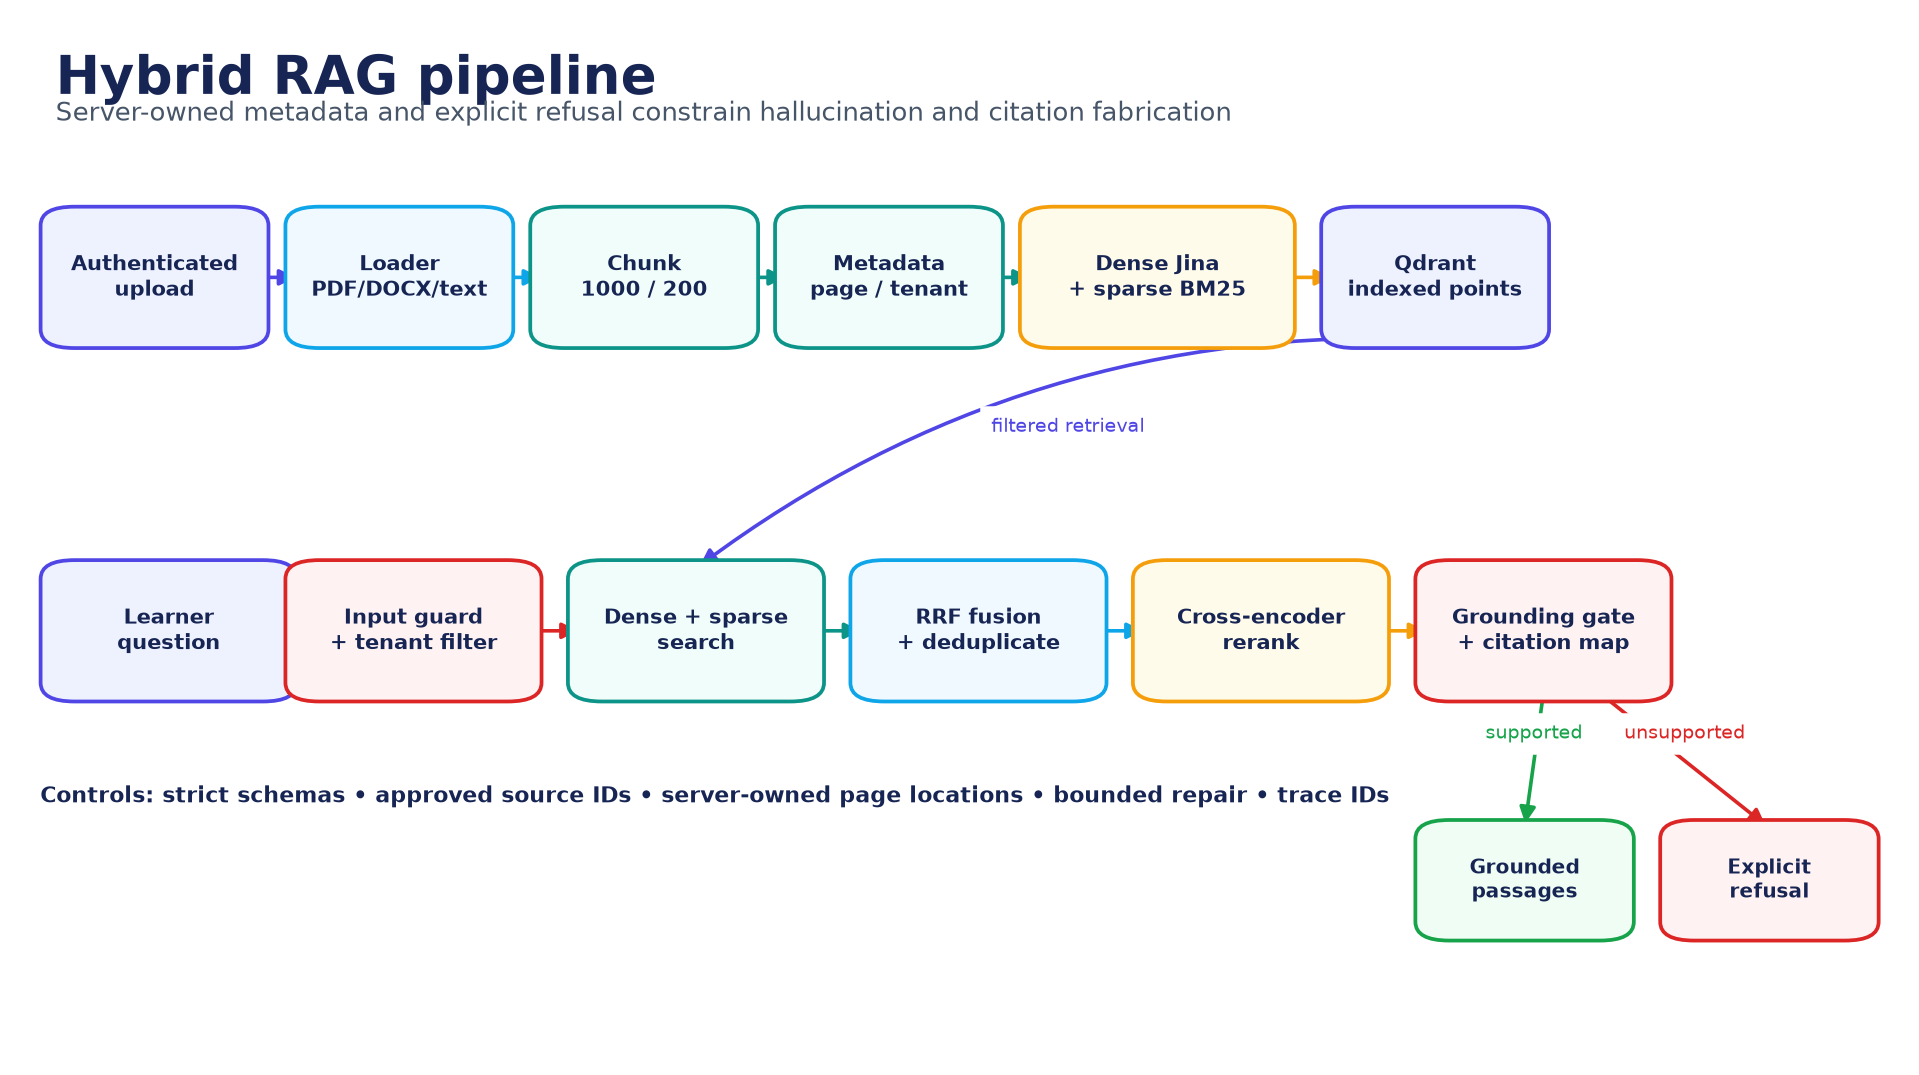 Hybrid RAG pipeline
Server-owned metadata and explicit refusal constrain hallucination and citation fabrication
Authenticated
upload
Loader
PDF/DOCX/text
Chunk
1000 / 200
Metadata
page / tenant
Dense Jina
+ sparse BM25
Qdrant
indexed points
filtered retrieval
Learner
question
Input guard
+ tenant filter
Dense + sparse
search
RRF fusion
+ deduplicate
Cross-encoder
rerank
Grounding gate
+ citation map
supported
unsupported
Controls: strict schemas • approved source IDs • server-owned page locations • bounded repair • trace IDs
Grounded
passages
Explicit
refusal